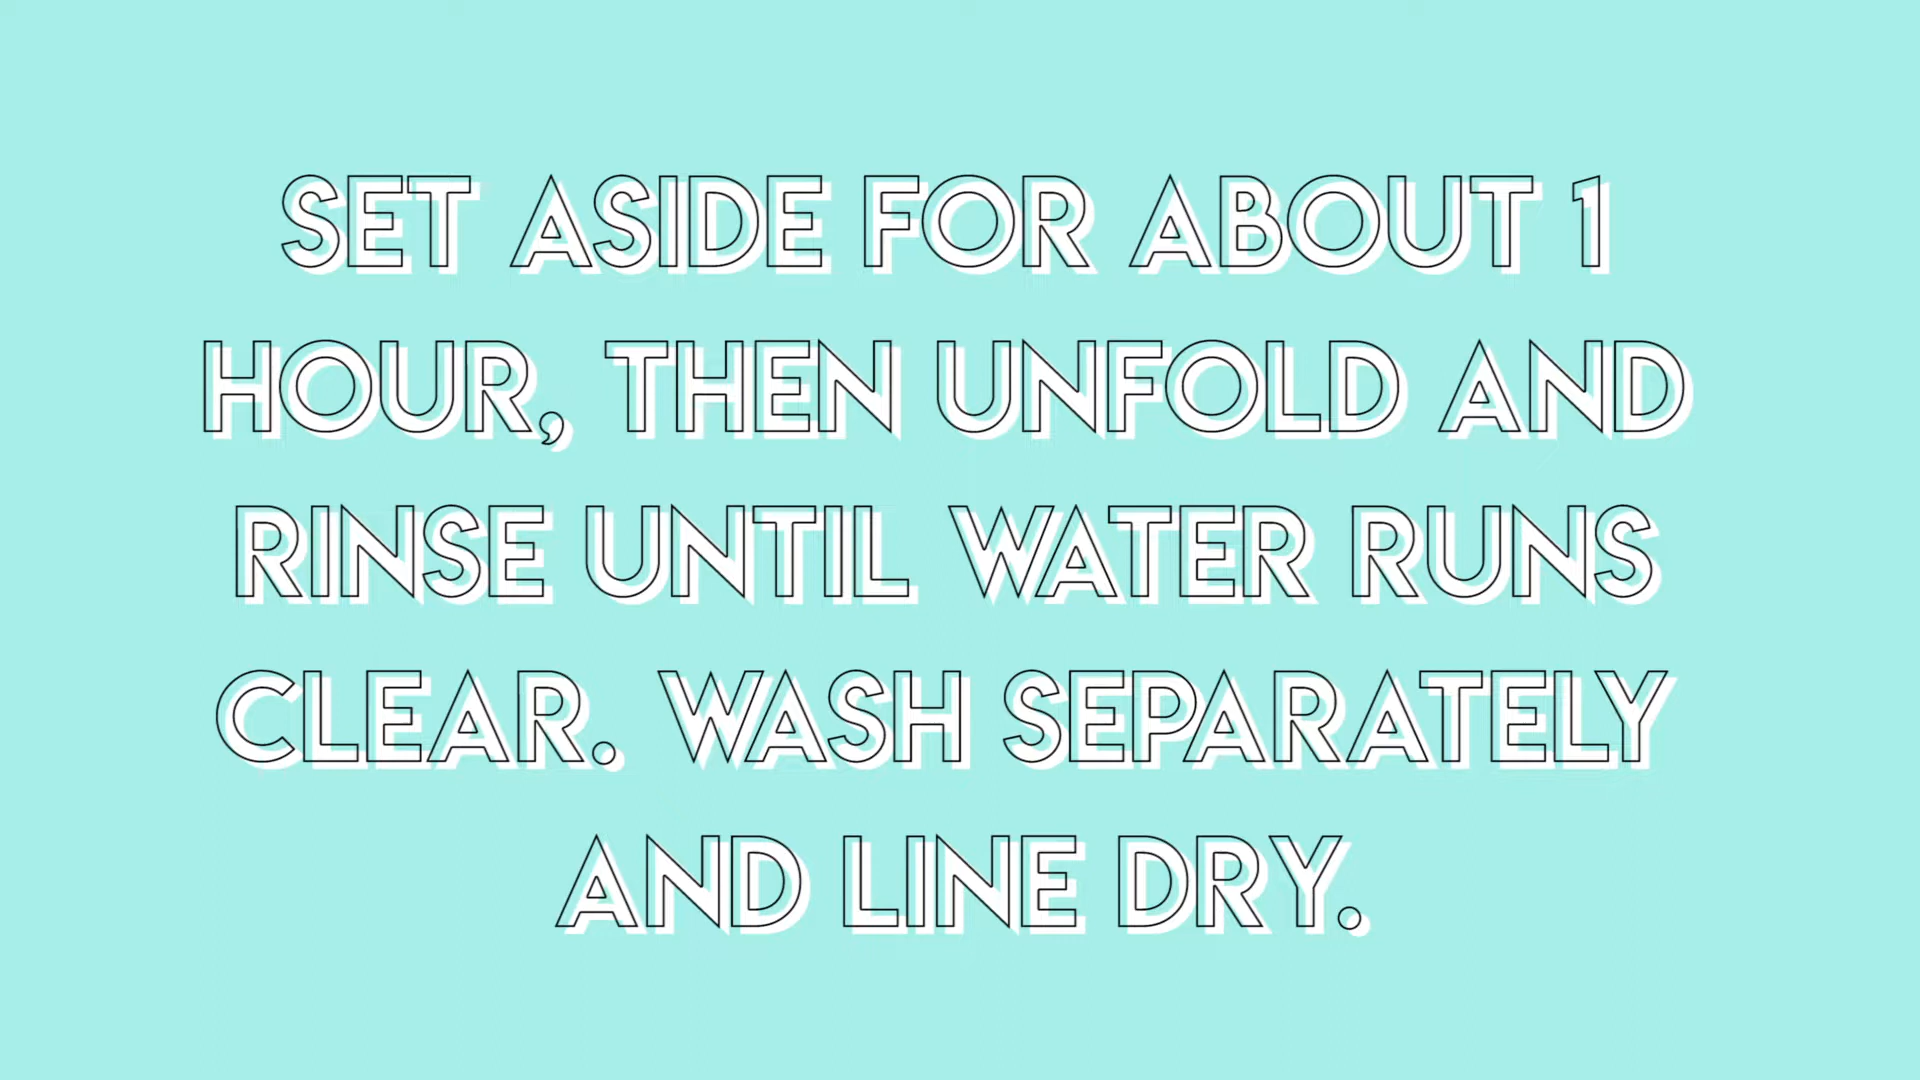 SET ASIDE FOR ABOUT 1
HOUR, THEN UNFOLD AND
RINSE UNTIL WATER RUNS
CLEAR. WASH SEPARATELY
AND LINE DRY.